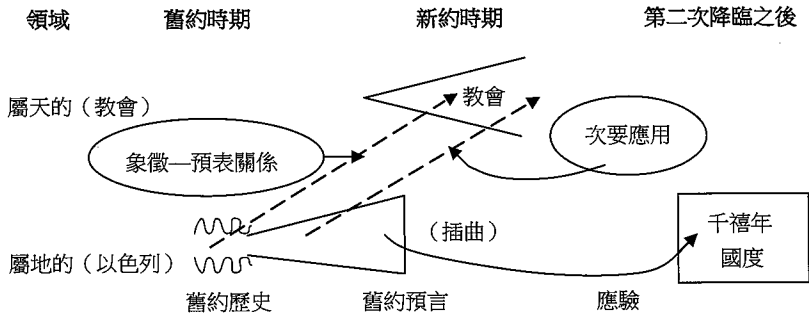 領域 舊約時期 新約時期 第二次降臨之後
屬天的（教會）
教會
象徵—預表關係
次要應用
（插曲）
千禧年
國度
屬地的（以色列）
舊約歷史 舊約預言 應驗